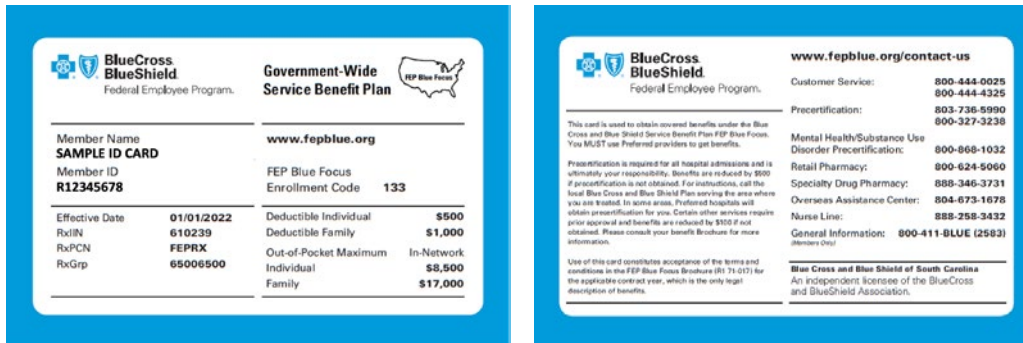 BlueCross
BlueShield
Federal Employee Program.
Government-Wide
Service Benefit Plan
FEP Blue Focus
Member Name
SAMPLE ID CARD
Member ID
R12345678
www.fepblue.org
FEP Blue Focus
Enrollment Code 133
Effective Date 01/01/2022
RxIIN 610239
RxPCN FEPRX
RxGrp 65006500
Deductible Individual $500
Deductible Family $1,000
Out-of-Pocket Maximum In-Network
Individual $8,500
Family $17,000
BlueCross
BlueShield
Federal Employee Program.
This card is used to obtain covered benefits under the Blue
Cross and Blue Shield Service Benefit Plan FEP Blue Focus.
You MUST use Preferred providers to get benefits.
Precertification is required for all hospital admissions and is
ultimately your responsibility. Benefits are reduced by $500
if precertification is not obtained. For instructions, call the
local Blue Cross and Blue Shield Plan serving the area where
you are treated. In some areas, Preferred hospitals will
obtain precertification for you. Certain other services require
prior approval and benefits are reduced by $100 if not
obtained. Please consult your benefit Brochure for more
information.
Use of this card constitutes acceptance of the terms and
conditions in the FEP Blue Focus Brochure (RI 71-017) for
the applicable contract year, which is the only legal
description of benefits.
www.fepblue.org/contact-us
Customer Service: 800-444-0025
800-444-4325
Precertification: 803-736-5990
800-327-3238
Mental Health/Substance Use
Disorder Precertification: 800-868-1032
Retail Pharmacy: 800-624-5060
Specialty Drug Pharmacy: 888-346-3731
Overseas Assistance Center: 804-673-1678
Nurse Line: 888-258-3432
General Information: 800-411-BLUE (2583)
(Members Only)
Blue Cross and Blue Shield of South Carolina
An independent licensee of the BlueCross
and BlueShield Association.